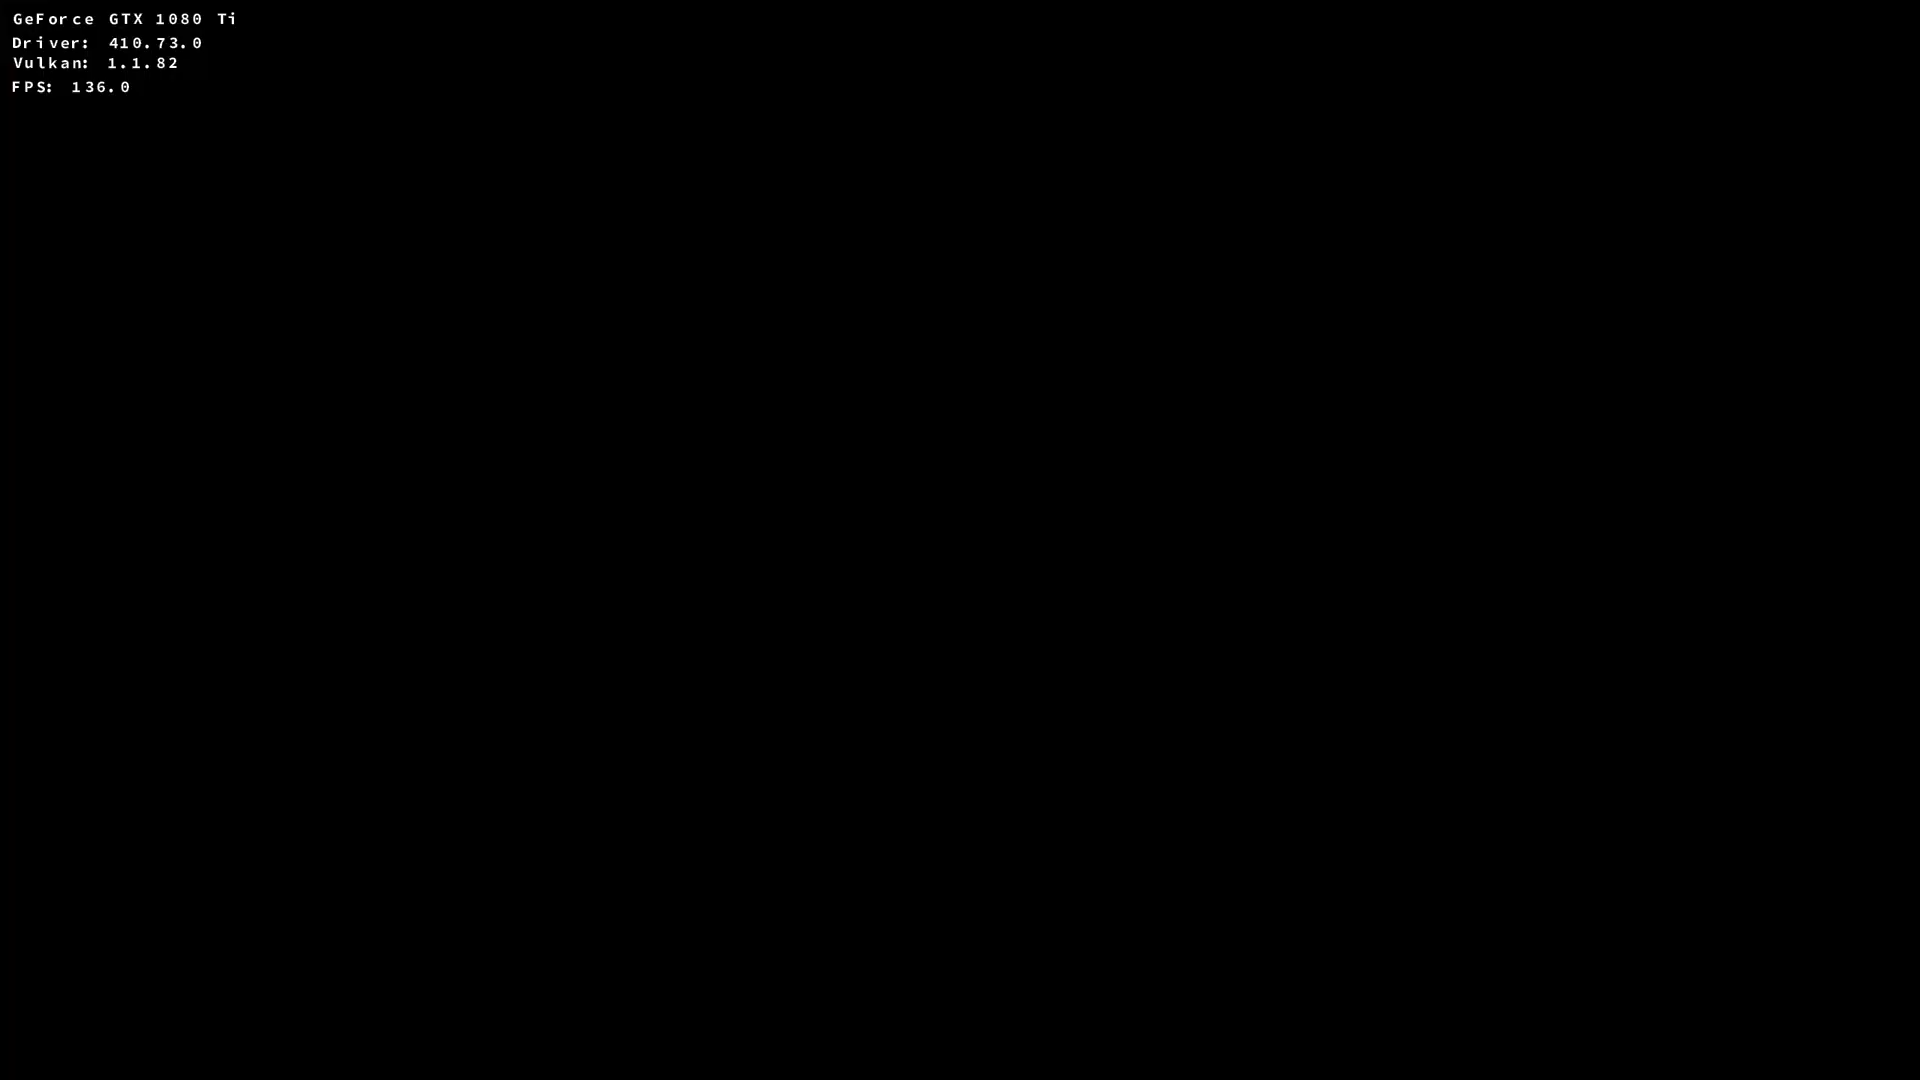 GeForce GTX 1080 Ti
Driver: 410.73.0
Vulkan: 1.1.82
FPS: 136.0